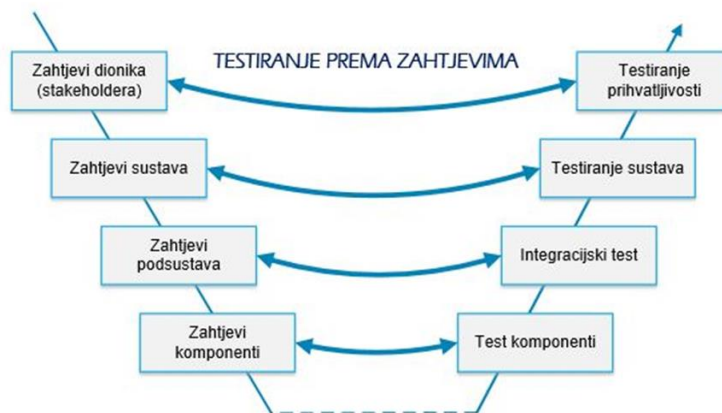 TESTIRANJE PREMA ZAHTJEVIMA
Zahtjevi dionika
(stakeholdera)
Testiranje
prihvatljivosti
Zahtjevi sustava
Testiranje sustava
Zahtjevi
podsustava
Integracijski test
Zahtjevi
komponenti
Test komponenti